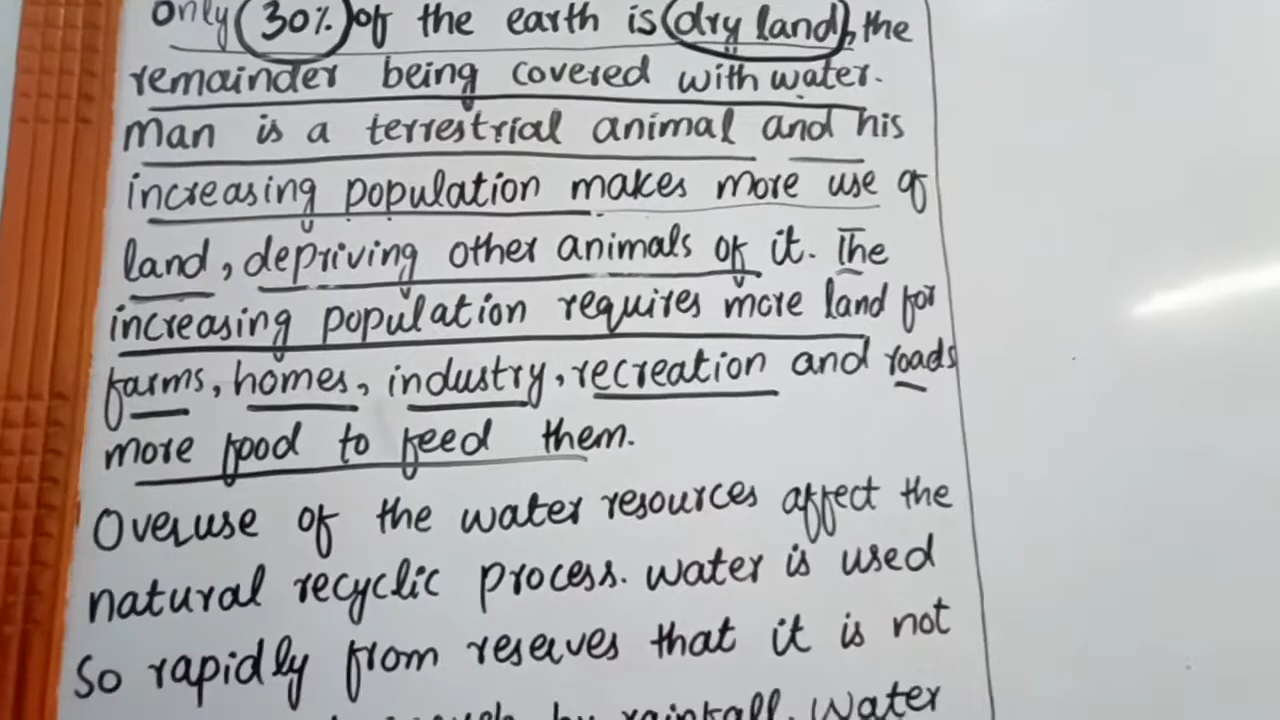 Only 30% of the earth is dry land, the
remainder being covered with water.
Man is a terrestrial animal and his
increasing population makes more use of
land, depriving other animals of it. The
increasing population requires more land for
farms, homes, industry, recreation and roads
more food to feed them.
Overuse of the water resources affect the
natural recyclic process. Water is used
so rapidly from reserves that it is not
by rainfall. Water